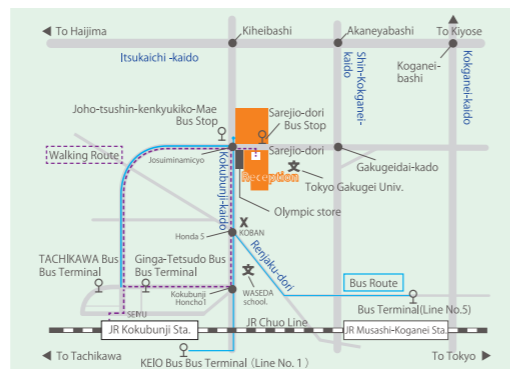 To Haijima
Kiheibashi
Akaneyabashi
To Kiyose
Itsukaichi -kaido
Shin-Kokganei-
kaido
Koganei-
bashi
Kokganei-kaido
Joho-tsushin-kenkyukiko-Mae
Bus Stop
Sarejio-dori
Bus Stop
Walking Route
Josuiminamicyo
Sarejio-dori
Gakugeidai-kado
文
Tokyo Gakugei Univ.
Reception
Kokubunji-kaido
Olympic store
X
Honda 5
KOBAN
Renjaku-dori
TACHIKAWA Bus
Bus Terminal
Ginga-Tetsudo Bus
Bus Terminal
文
WASEDA
school.
Bus Route
Kokubunji
Honcho1
Bus Terminal(Line No.5)
SEIYU
JR Kokubunji Sta.
JR Chuo Line
JR Musashi-Koganei Sta.
To Tachikawa
KEIO Bus Bus Terminal (Line No. 1 )
To Tokyo